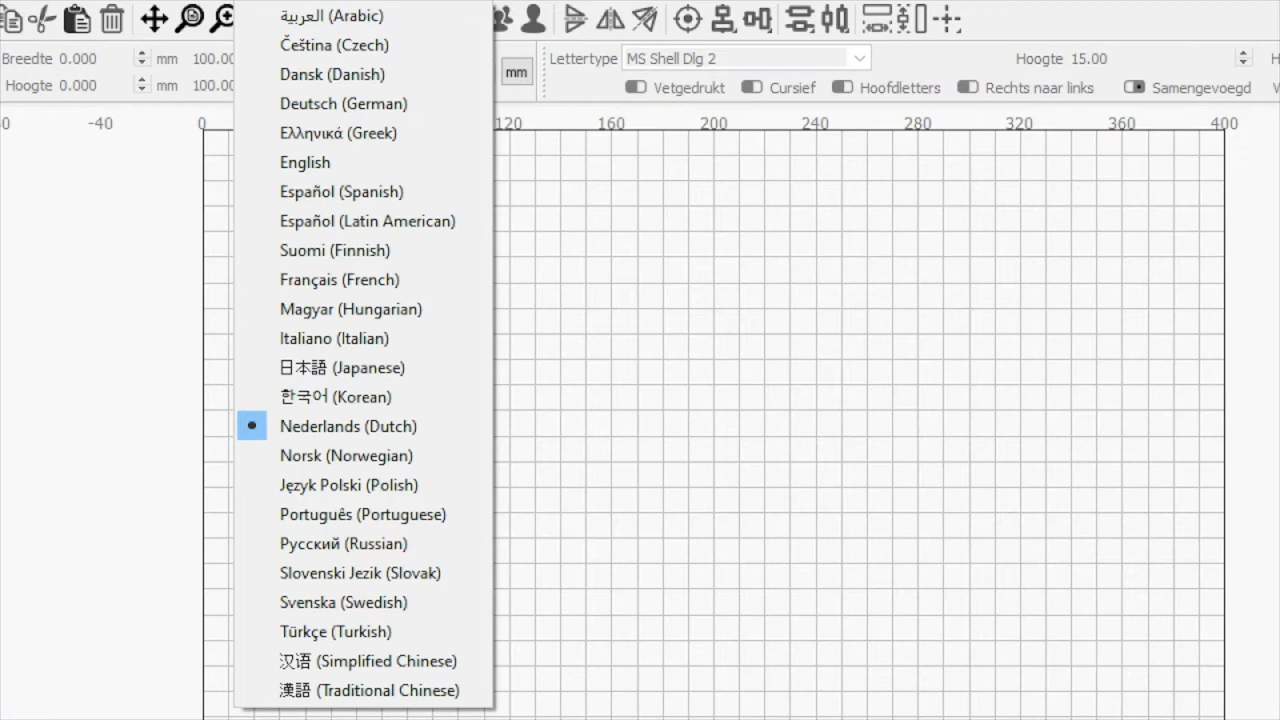 العربية (Arabic)
Čeština (Czech)
Dansk (Danish)
Deutsch (German)
Ελληνικά (Greek)
English
Español (Spanish)
Español (Latin American)
Suomi (Finnish)
Français (French)
Magyar (Hungarian)
Italiano (Italian)
日本語 (Japanese)
한국어 (Korean)
Nederlands (Dutch)
Norsk (Norwegian)
Język Polski (Polish)
Português (Portuguese)
Русский (Russian)
Slovenski Jezik (Slovak)
Svenska (Swedish)
Türkçe (Turkish)
汉语 (Simplified Chinese)
漢語 (Traditional Chinese)
Breedte 0.000 mm 100.00
Hoogte 0.000 mm 100.00
mm
Lettertype MS Shell Dlg 2 Hoogte 15.00
Vetgedrukt Cursief Hoofdletters Rechts naar links Samengevoegd
-40 0 120 160 200 240 280 320 360 400